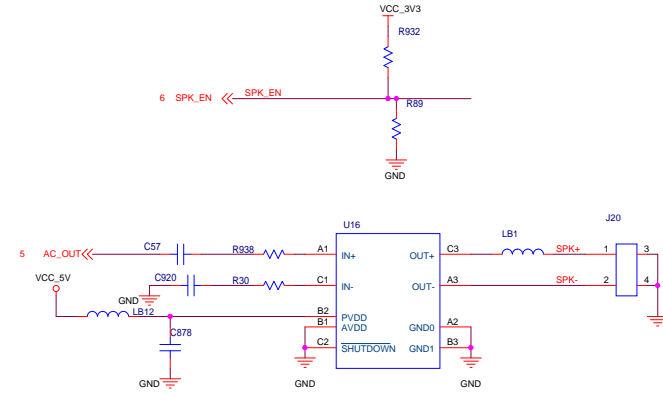 VCC_3V3
R932
6 SPK_EN SPK_EN
R89
GND
U16
J20
LB1
5 AC_OUT C57 R938 A1 IN+ OUT+ C3 SPK+ 1 3
VCC_5V
C920 R30 C1 IN- OUT- A3 SPK- 2 4
GND
LB12
B2 PVDD
B1 AVDD GND0 A2
C878
C2 SHUTDOWN GND1 B3
GND GND GND